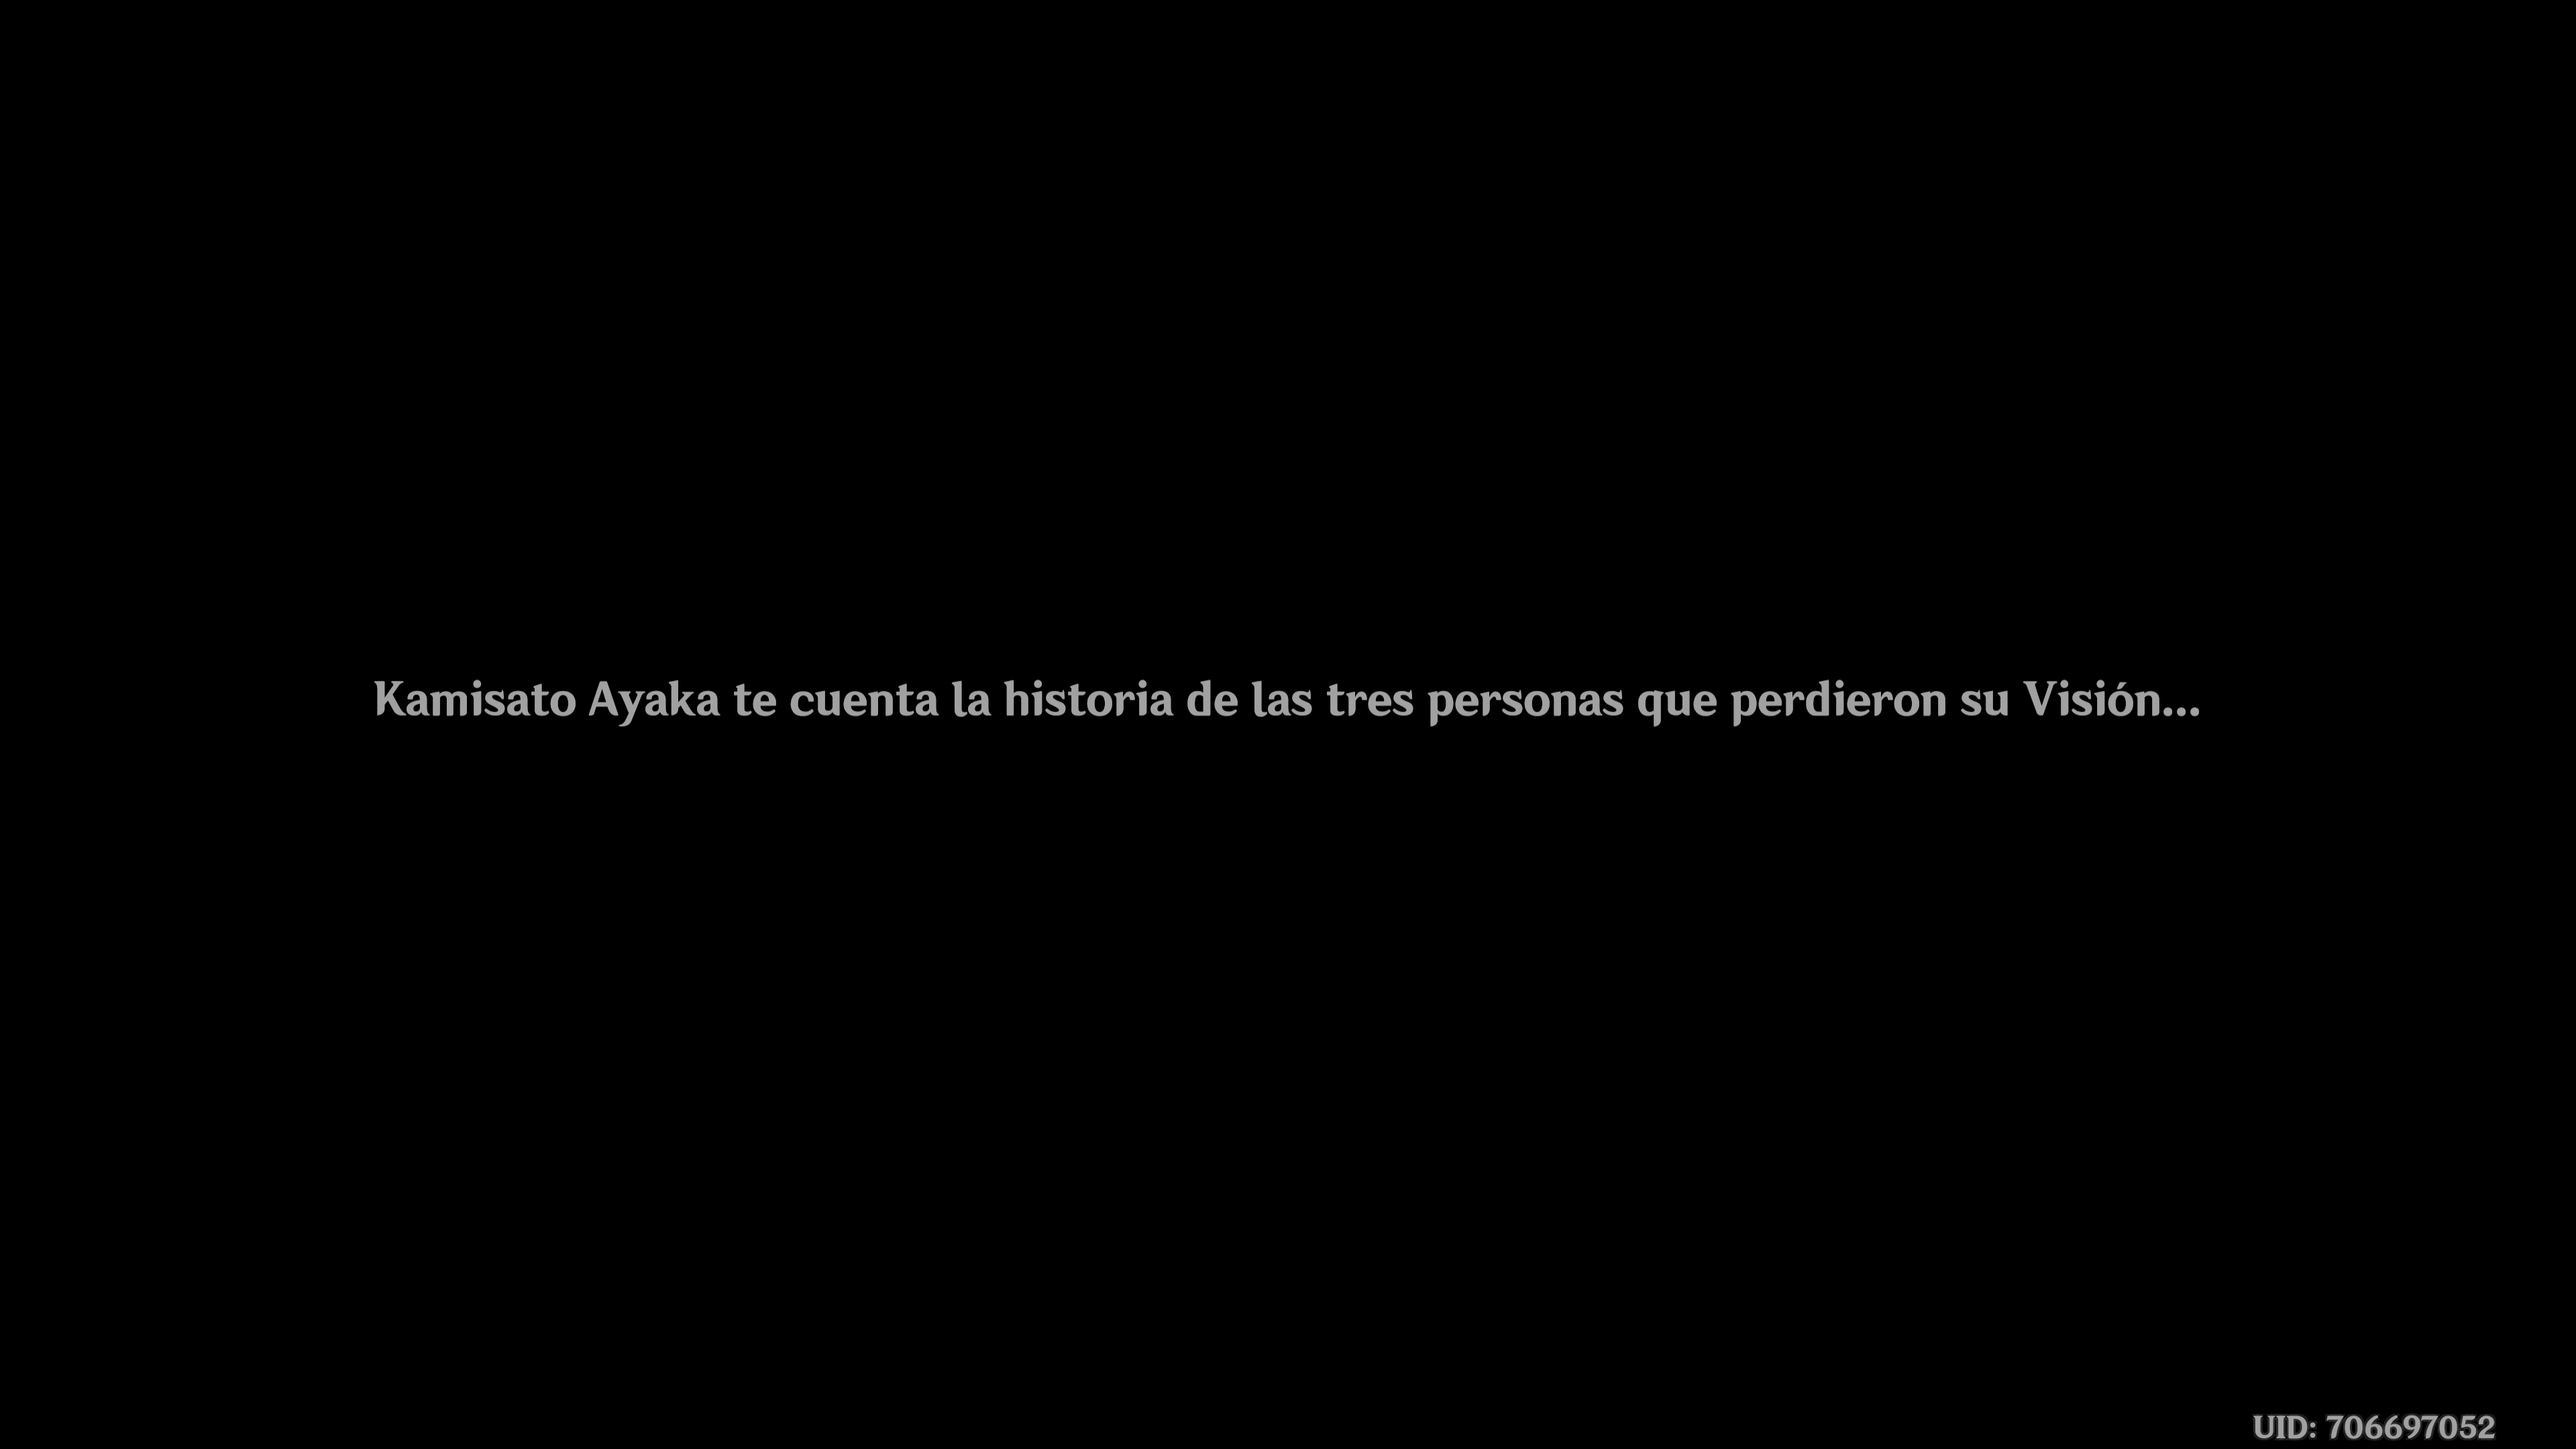 Kamisato Ayaka te cuenta la historia de las tres personas que perdieron su Visión...
UID: 706697052